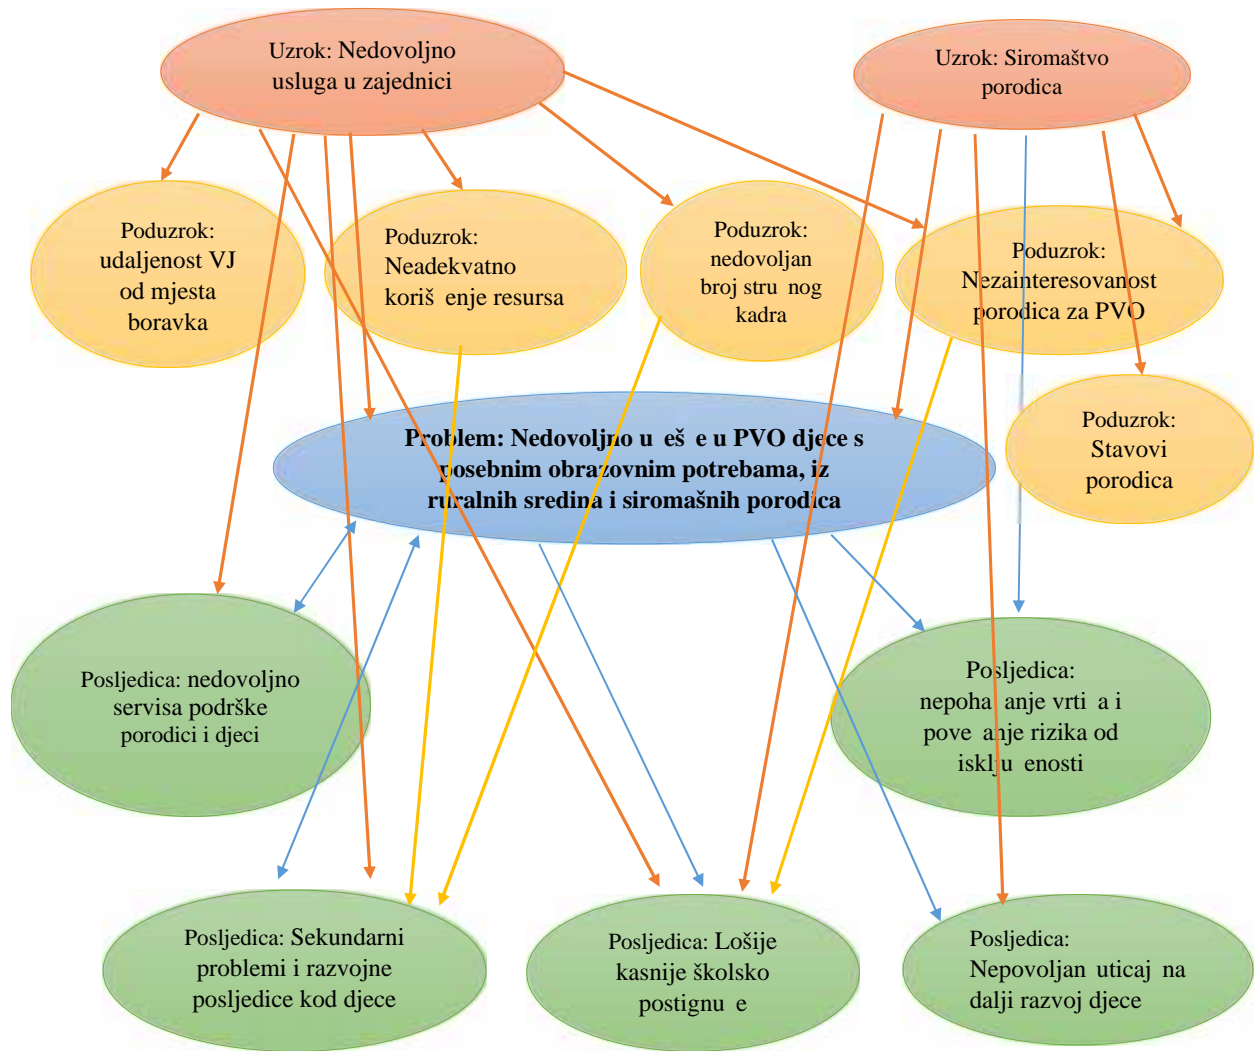 Uzrok: Nedovoljno
usluga u zajednici
Uzrok: Siromaštvo
porodica
Poduzrok:
udaljenost VJ
od mjesta
boravka
Poduzrok:
Neadekvatno
koriš enje resursa
Poduzrok:
nedovoljan
broj stru nog
kadra
Poduzrok:
Nezainteresovanost
porodica za PVO
Poduzrok:
Stavovi
porodica
Problem: Nedovoljno u eš e u PVO djece s
posebnim obrazovnim potrebama, iz
ruralnih sredina i siromašnih porodica
Posljedica: nedovoljno
servisa podrške
porodici i djeci
Posljedica:
nepoha anje vrti a i
pove anje rizika od
isklju enosti
Posljedica: Sekundarni
problemi i razvojne
posljedice kod djece
Posljedica: Lošije
kasnije školsko
postignu e
Posljedica:
Nepovoljan uticaj na
dalji razvoj djece